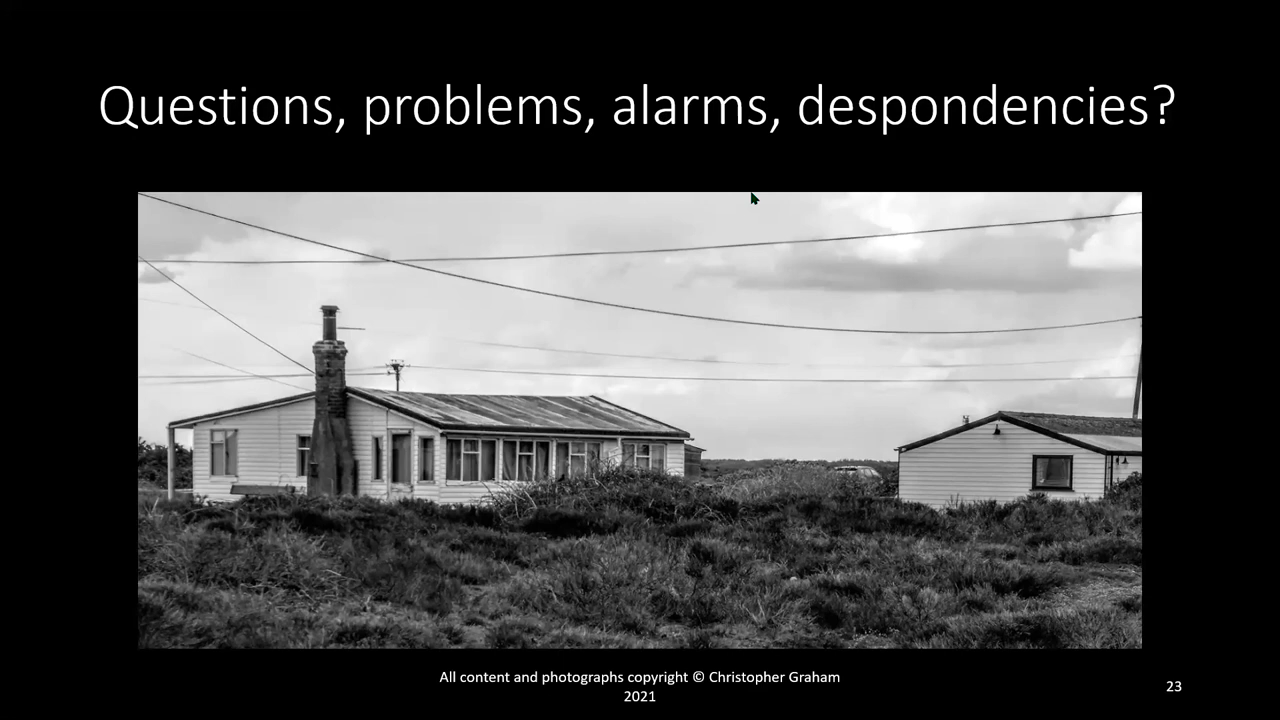 Questions, problems, alarms, despondencies?
All content and photographs copyright © Christopher Graham
2021
23